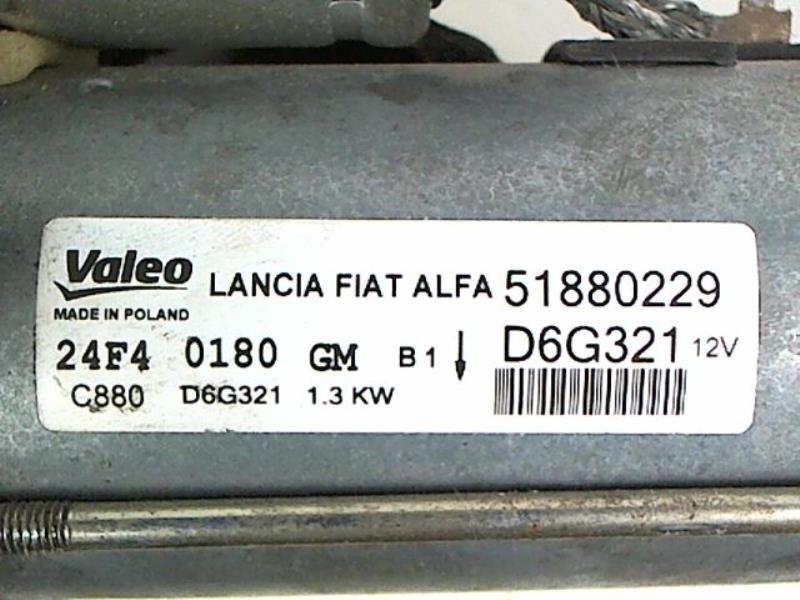 Valeo LANCIA FIAT ALFA 51880229
MADE IN POLAND
24F4 0180 GM B1 D6G321 12V
C880 D6G321 1.3 KW